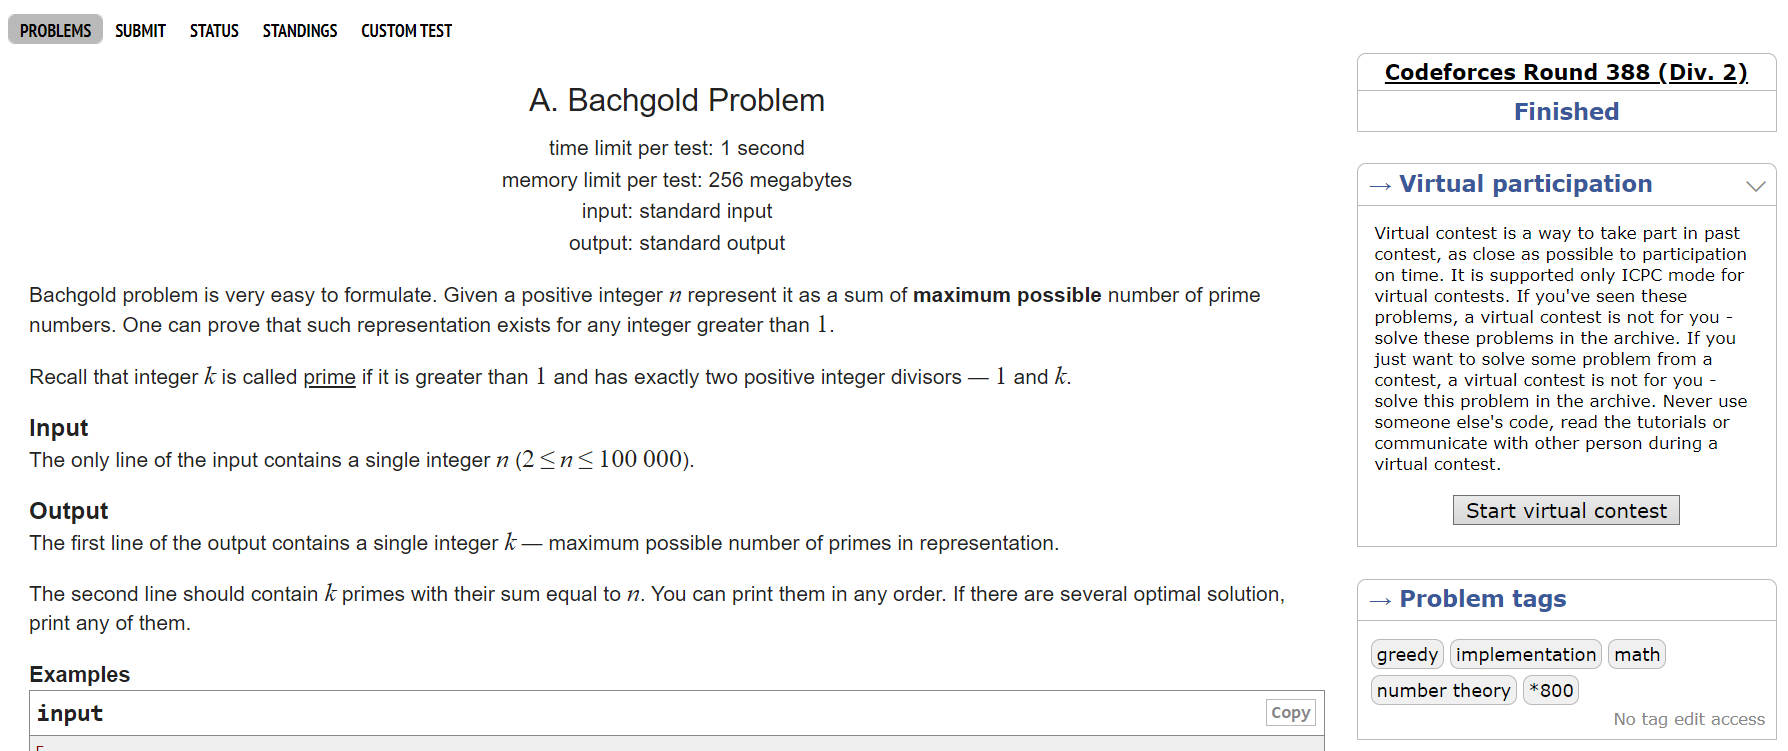 PROBLEMS SUBMIT STATUS STANDINGS CUSTOM TEST
A. Bachgold Problem
time limit per test: 1 second
memory limit per test: 256 megabytes
input: standard input
output: standard output
Bachgold problem is very easy to formulate. Given a positive integer n represent it as a sum of maximum possible number of prime
numbers. One can prove that such representation exists for any integer greater than 1.
Recall that integer k is called prime if it is greater than 1 and has exactly two positive integer divisors — 1 and k.
Input
The only line of the input contains a single integer n (2 ≤ n ≤ 100 000).
Output
The first line of the output contains a single integer k — maximum possible number of primes in representation.
The second line should contain k primes with their sum equal to n. You can print them in any order. If there are several optimal solution,
print any of them.
Examples
input
Copy
Codeforces Round 388 (Div. 2)
Finished
→ Virtual participation
Virtual contest is a way to take part in past
contest, as close as possible to participation
on time. It is supported only ICPC mode for
virtual contests. If you've seen these
problems, a virtual contest is not for you -
solve these problems in the archive. If you
just want to solve some problem from a
contest, a virtual contest is not for you -
solve this problem in the archive. Never use
someone else's code, read the tutorials or
communicate with other person during a
virtual contest.
Start virtual contest
→ Problem tags
greedy implementation math
number theory *800
No tag edit access